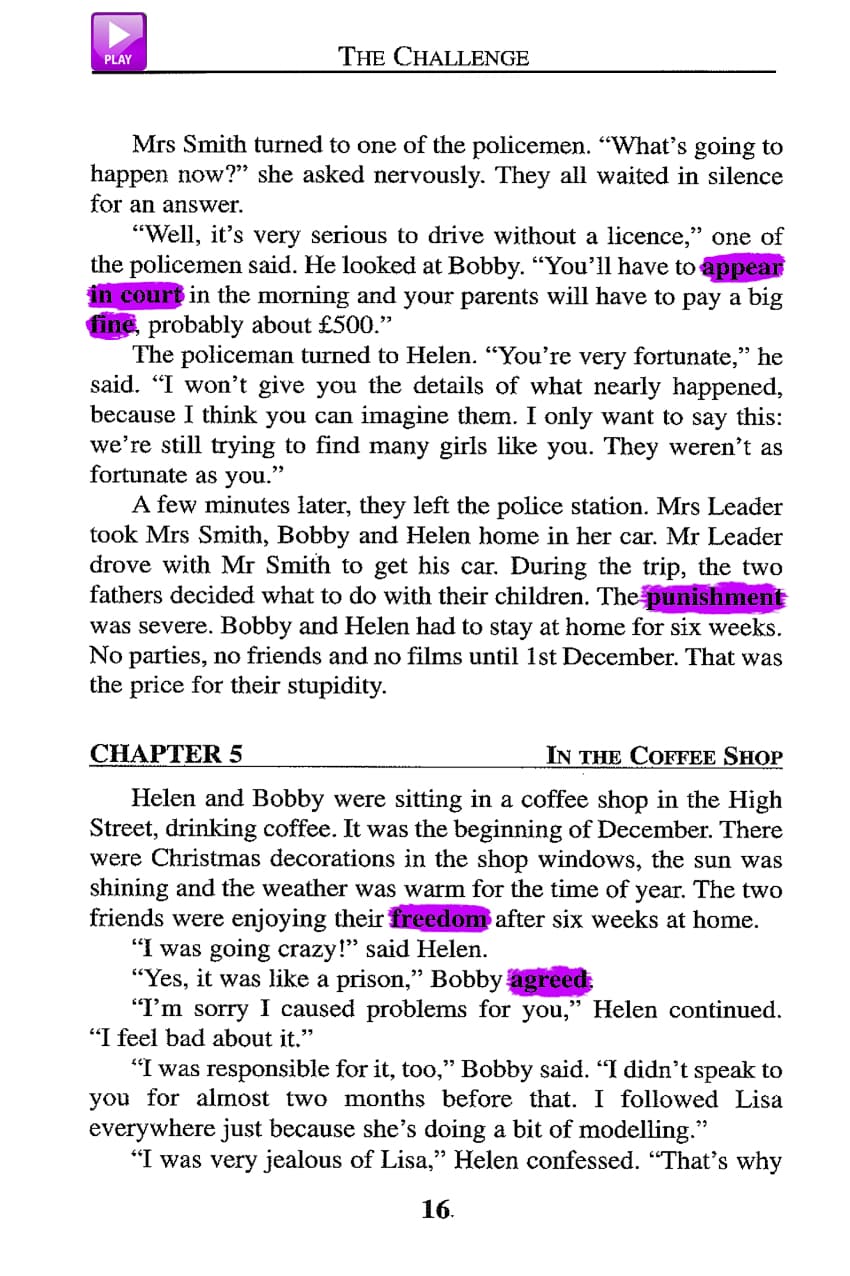 PLAY
THE CHALLENGE
Mrs Smith turned to one of the policemen. “What’s going to
happen now?” she asked nervously. They all waited in silence
for an answer.
“Well, it’s very serious to drive without a licence,” one of
the policemen said. He looked at Bobby. “You’ll have to appear
in court in the morning and your parents will have to pay a big
fine, probably about £500.”
The policeman turned to Helen. “You’re very fortunate,” he
said. “I won’t give you the details of what nearly happened,
because I think you can imagine them. I only want to say this:
we’re still trying to find many girls like you. They weren’t as
fortunate as you.”
A few minutes later, they left the police station. Mrs Leader
took Mrs Smith, Bobby and Helen home in her car. Mr Leader
drove with Mr Smith to get his car. During the trip, the two
fathers decided what to do with their children. The punishment
was severe. Bobby and Helen had to stay at home for six weeks.
No parties, no friends and no films until 1st December. That was
the price for their stupidity.
CHAPTER 5 IN THE COFFEE SHOP
Helen and Bobby were sitting in a coffee shop in the High
Street, drinking coffee. It was the beginning of December. There
were Christmas decorations in the shop windows, the sun was
shining and the weather was warm for the time of year. The two
friends were enjoying their freedom after six weeks at home.
“I was going crazy!” said Helen.
“Yes, it was like a prison,” Bobby agreed.
“I’m sorry I caused problems for you,” Helen continued.
“I feel bad about it.”
“I was responsible for it, too,” Bobby said. “I didn’t speak to
you for almost two months before that. I followed Lisa
everywhere just because she’s doing a bit of modelling.”
“I was very jealous of Lisa,” Helen confessed. “That’s why
16.